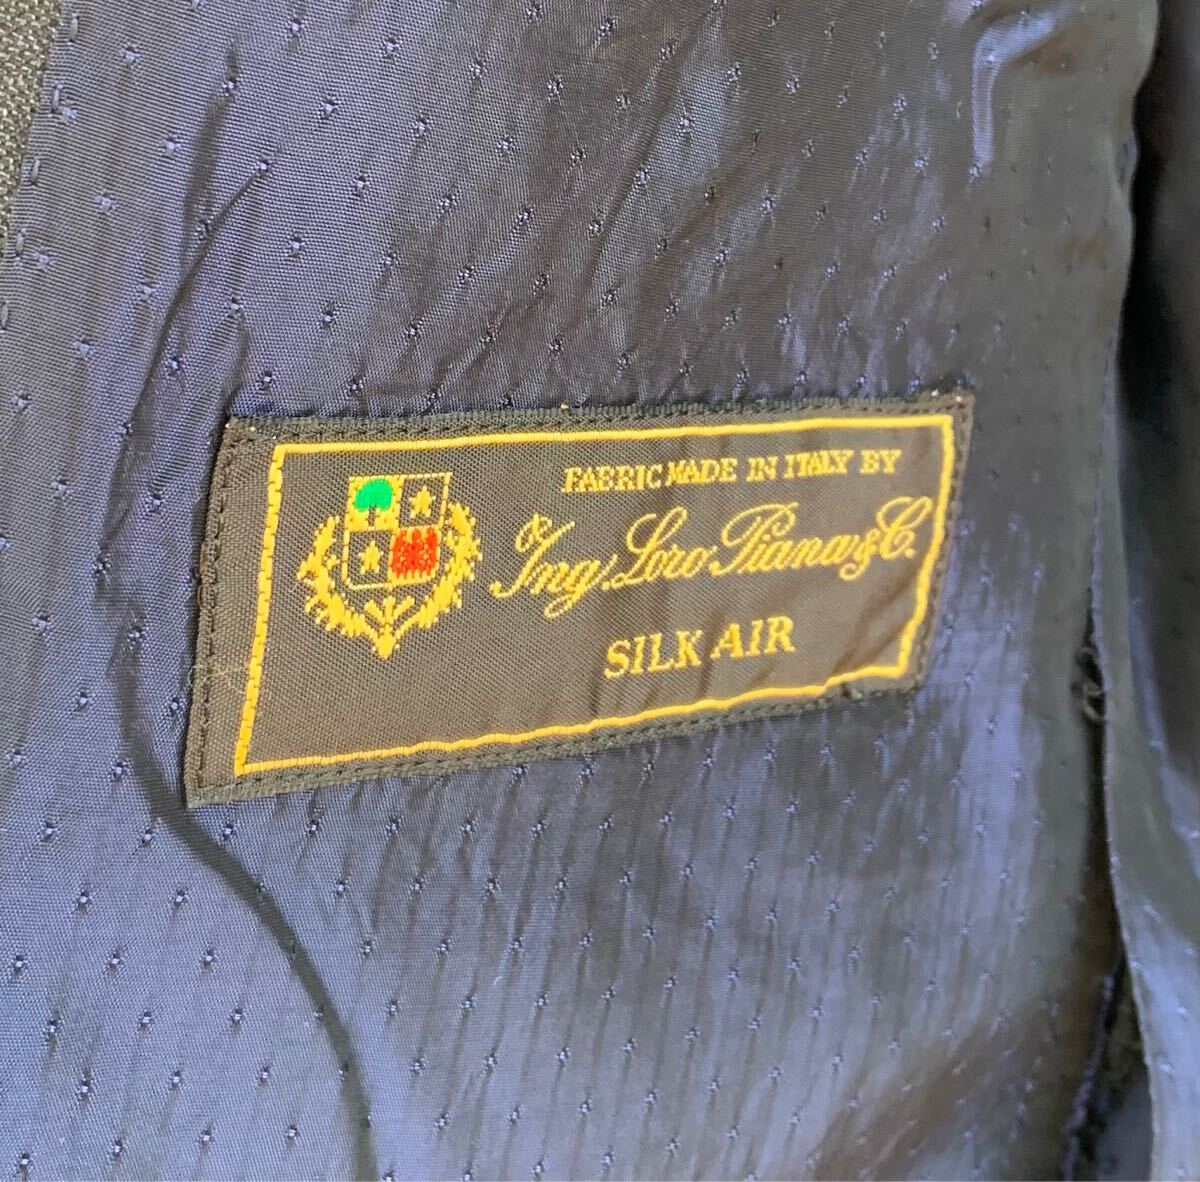 FABRIC MADE IN ITALY BY
Ing. Loro Piana & C.
SILK AIR